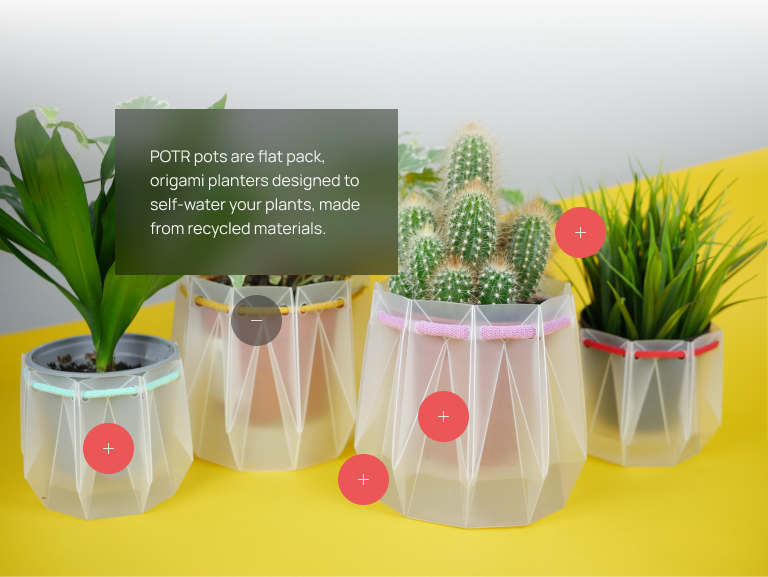 POTR pots are flat pack,
origami planters designed to
self-water your plants, made
from recycled materials.